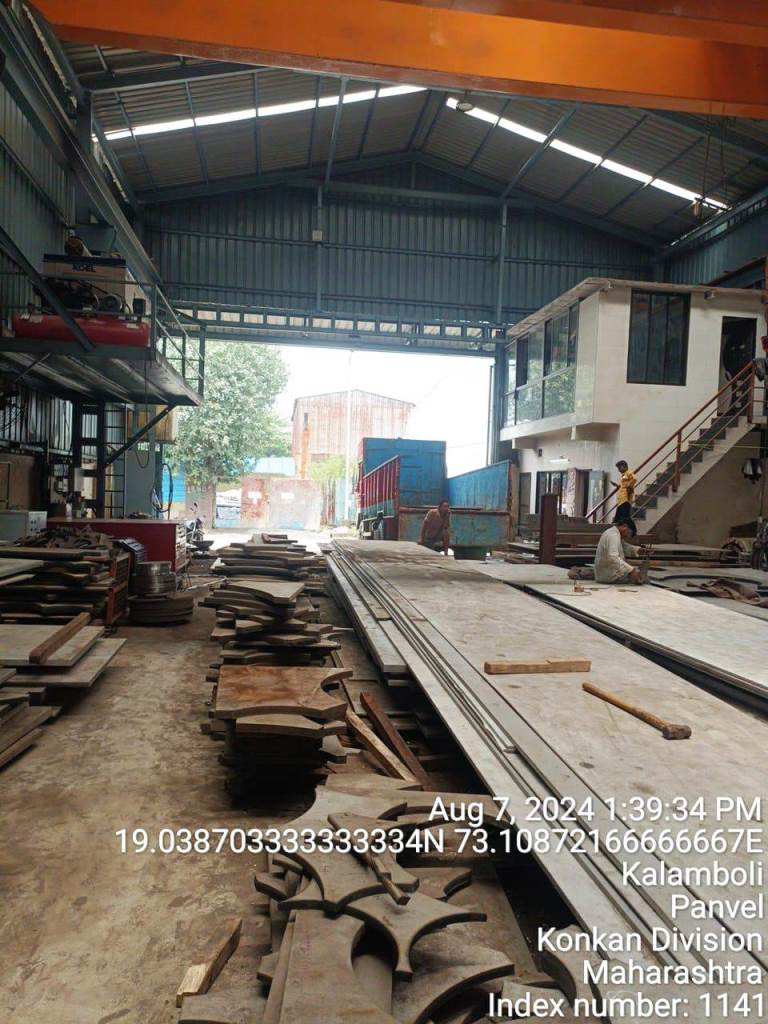 Aug 7, 2024 1:39:34 PM
19.038703333333334N 73.10872166666667E
Kalamboli
Panvel
Konkan Division
Maharashtra
Index number: 1141